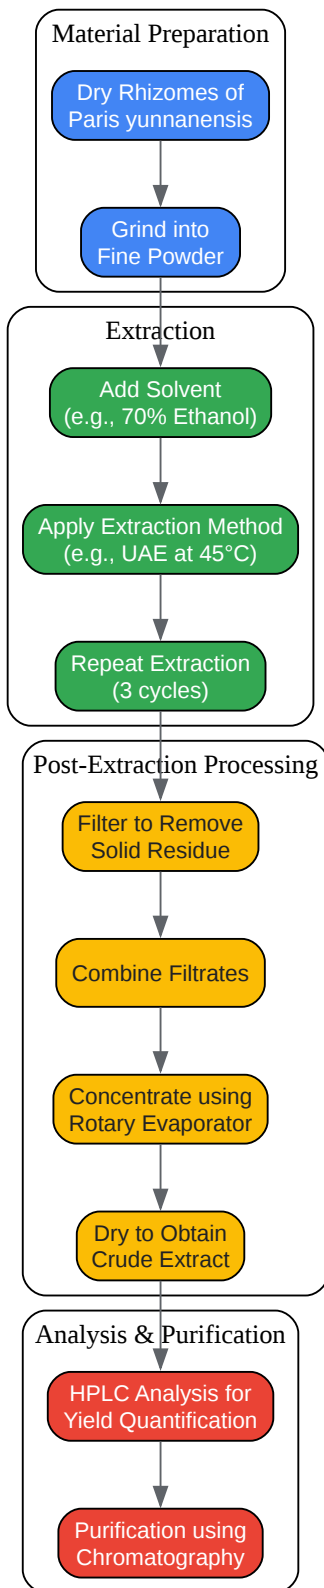 Material Preparation
Dry Rhizomes of
Paris yunnanensis
Grind into
Fine Powder
Extraction
Add Solvent
(e.g., 70% Ethanol)
Apply Extraction Method
(e.g., UAE at 45°C)
Repeat Extraction
(3 cycles)
Post-Extraction Processing
Filter to Remove
Solid Residue
Combine Filtrates
Concentrate using
Rotary Evaporator
Dry to Obtain
Crude Extract
Analysis & Purification
HPLC Analysis for
Yield Quantification
Purification using
Chromatography